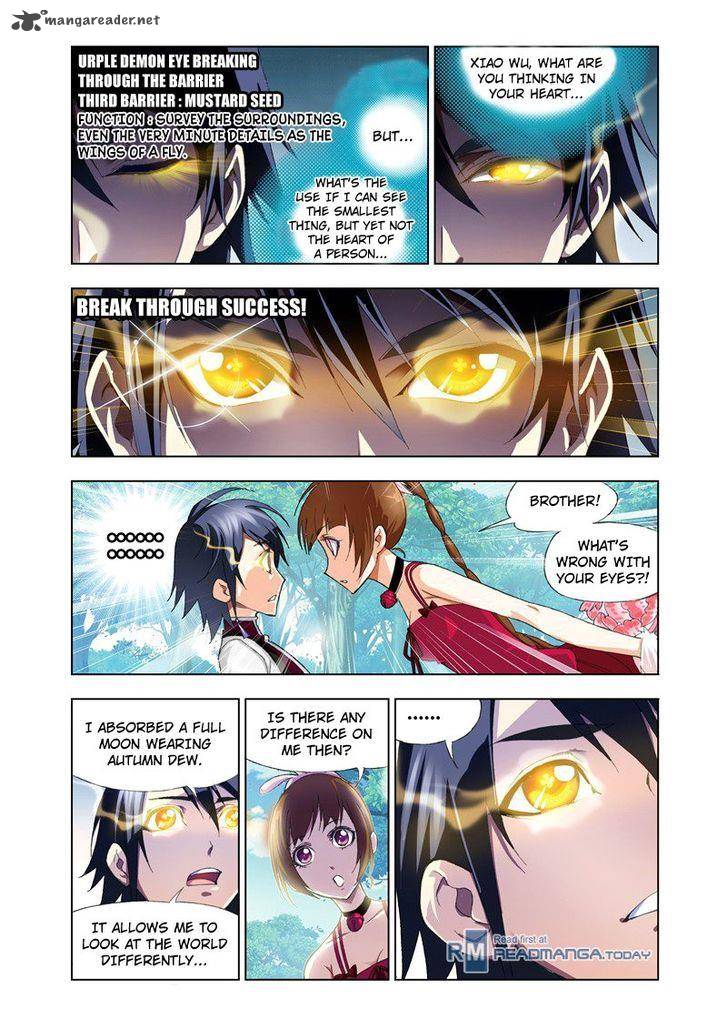 mangareader.net
URPLE DEMON EYE BREAKING
THROUGH THE BARRIER
THIRD BARRIER : MUSTARD SEED
FUNCTION : SURVEY THE SURROUNDINGS,
EVEN THE VERY MINUTE DETAILS AS THE
WINGS OF A FLY.
BUT...
WHAT'S THE
USE IF I CAN SEE
THE SMALLEST
THING, BUT YET NOT
THE HEART OF
A PERSON...
XIAO WU, WHAT ARE
YOU THINKING IN
YOUR HEART...
BREAK THROUGH SUCCESS!
oooooo
oooooo
BROTHER!
WHAT'S
WRONG WITH
YOUR EYES?!
I ABSORBED A FULL
MOON WEARING
AUTUMN DEW.
IT ALLOWS ME TO
LOOK AT THE WORLD
DIFFERENTLY...
IS THERE ANY
DIFFERENCE ON
ME THEN?
......
Read first at
RM READMANGA.TODAY